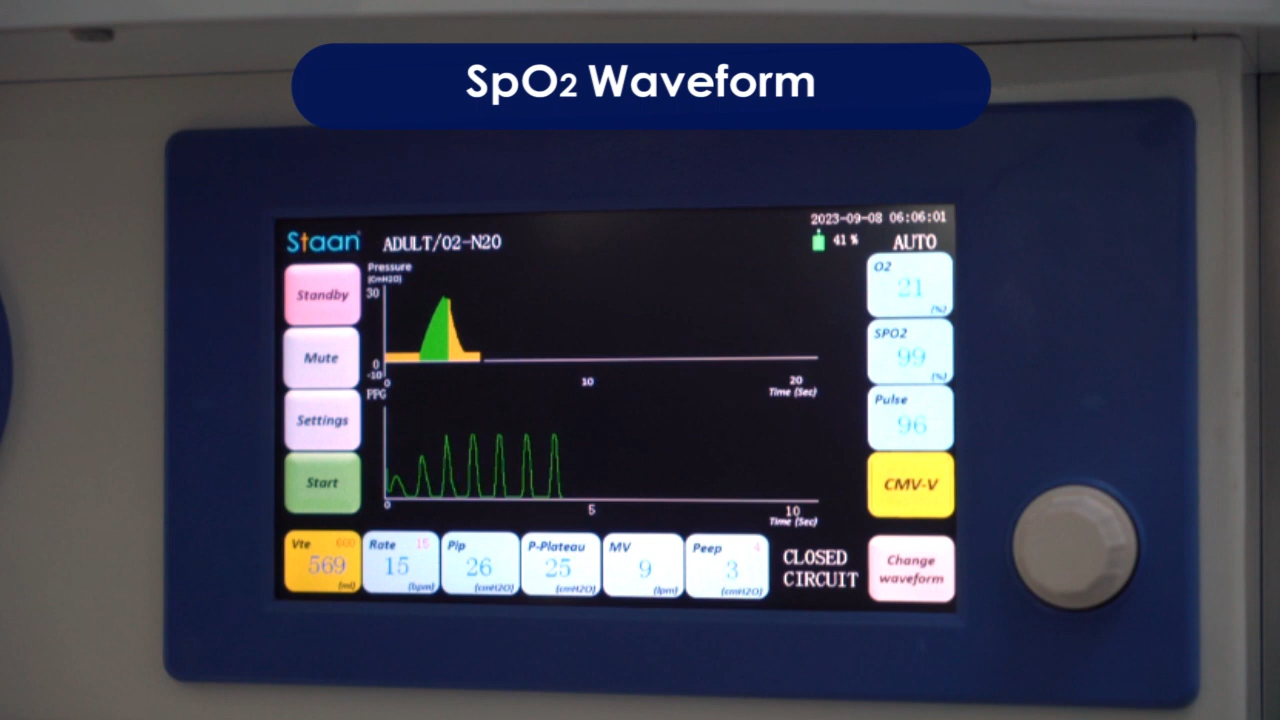 SpO2 Waveform
2023-09-08 06:06:01
Staan ADULT/O2-N2O 41 % AUTO
Standby
Mute
Settings
Start
Pressure
(CmH2O)
30
0
-10
0 10 20
Time (Sec)
PPG
0 5 10
Time (Sec)
O2
21
(%)
SPO2
99
(%)
Pulse
96
CMV-V
Vte 600
569
(ml)
Rate 15
15
(bpm)
Pip
26
(cmH2O)
P-Plateau
25
(cmH2O)
MV
9
(lpm)
Peep 4
3
(cmH2O)
CLOSED
CIRCUIT
Change
waveform